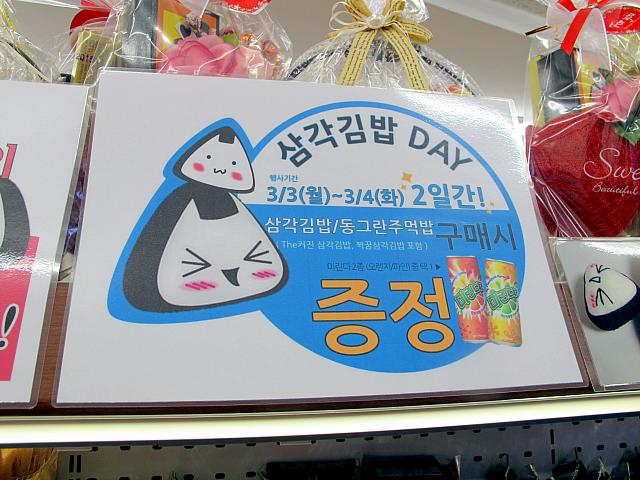 삼각김밥 DAY
행사기간
3/3(월)~3/4(화) 2일간!
삼각김밥/동그란주먹밥 구매시
( The커진 삼각김밥, 짝꿍삼각김밥 포함 )
미린다 2종 (오렌지/파인) 중 택 1 ▶
증정
미린다
Beautiful
!